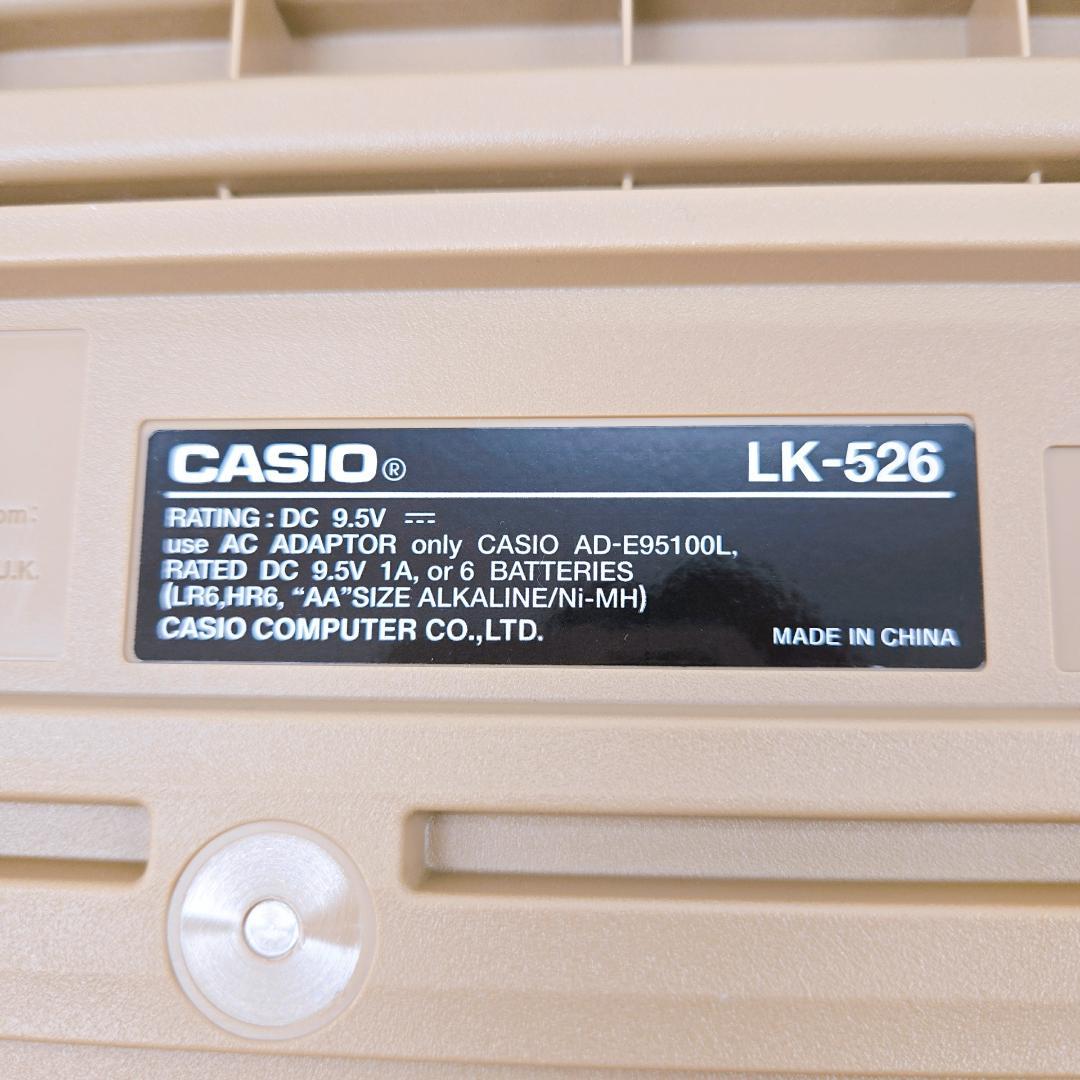 CASIO®
LK-526
RATING : DC 9.5V ⎓
use AC ADAPTOR only CASIO AD-E95100L,
RATED DC 9.5V 1A, or 6 BATTERIES
(LR6,HR6, “AA”SIZE ALKALINE/Ni-MH)
CASIO COMPUTER CO.,LTD.
MADE IN CHINA
om:
U.K.